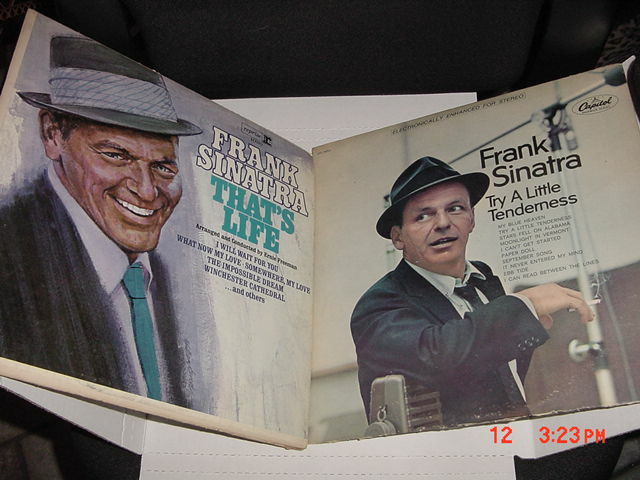 reprise
FRANK
SINATRA
THAT'S
LIFE
Arranged and Conducted by Ernie Freeman
I WILL WAIT FOR YOU
WHAT NOW MY LOVE SOMEWHERE, MY LOVE
THE IMPOSSIBLE DREAM
WINCHESTER CATHEDRAL
...and others
ELECTRONICALLY ENHANCED FOR STEREO
Capitol
Frank
Sinatra
Try A Little
Tenderness
MY BLUE HEAVEN
TRY A LITTLE TENDERNESS
STARS FELL ON ALABAMA
MOONLIGHT IN VERMONT
I CAN'T GET STARTED
PAPER DOLL
SEPTEMBER SONG
IT NEVER ENTERED MY MIND
EBB TIDE
I CAN READ BETWEEN THE LINES
12 3:23PM